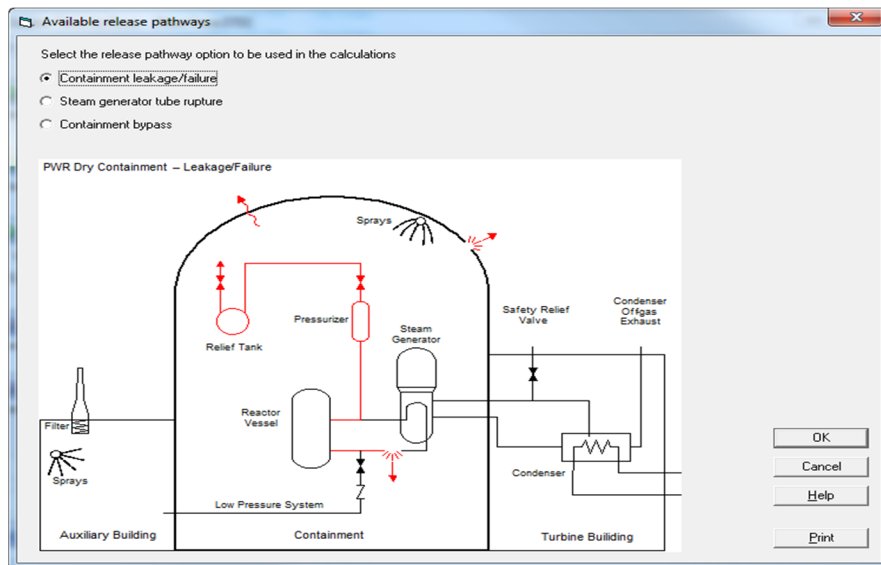 Available release pathways
Select the release pathway option to be used in the calculations
Containment leakage/failure
Steam generator tube rupture
Containment bypass
PWR Dry Containment – Leakage/Failure
Sprays
Safety Relief
Valve
Condenser
Offgas
Exhaust
Pressurizer
Steam
Generator
Relief Tank
Reactor
Vessel
Filter
Sprays
Condenser
Low Pressure System
Auxiliary Building
Containment
Turbine Builiding
OK
Cancel
Help
Print